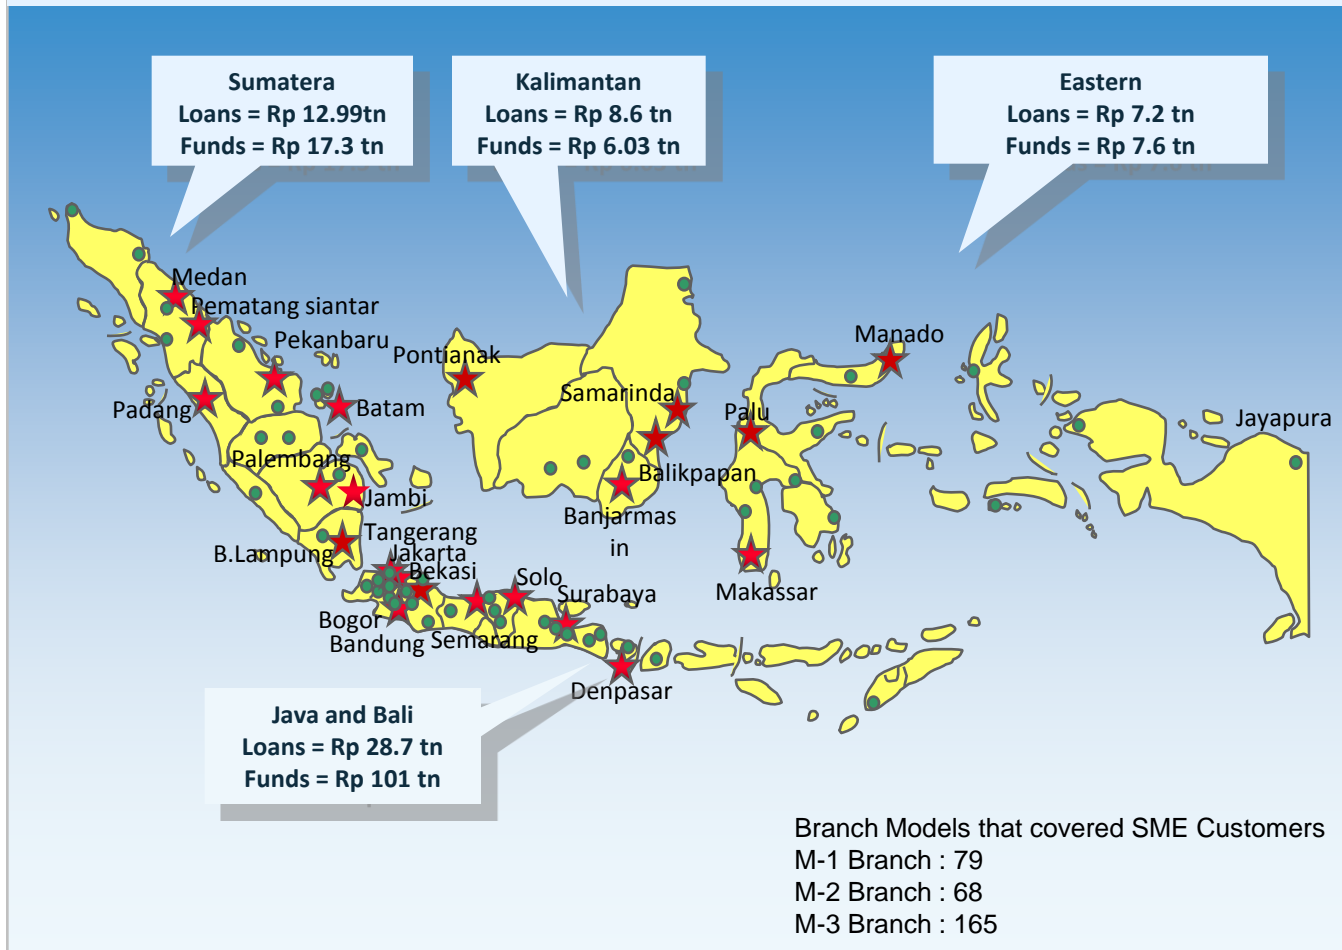 Sumatera
Loans = Rp 12.99tn
Funds = Rp 17.3 tn
Kalimantan
Loans = Rp 8.6 tn
Funds = Rp 6.03 tn
Eastern
Loans = Rp 7.2 tn
Funds = Rp 7.6 tn
Medan
Pematang siantar
Pekanbaru
Padang
Batam
Palembang
Jambi
B.Lampung
Tangerang
Jakarta
Bekasi
Bogor
Bandung
Semarang
Solo
Surabaya
Denpasar
Pontianak
Samarinda
Balikpapan
Banjarmas
in
Manado
Palu
Makassar
Jayapura
Java and Bali
Loans = Rp 28.7 tn
Funds = Rp 101 tn
Branch Models that covered SME Customers
M-1 Branch : 79
M-2 Branch : 68
M-3 Branch : 165